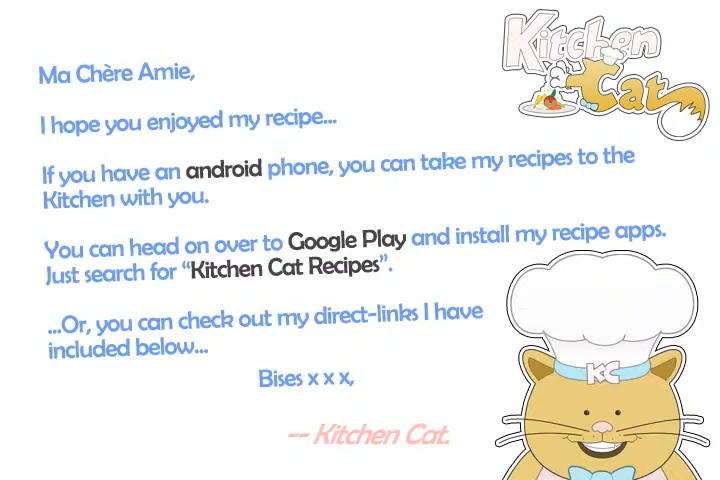 Kitchen
Cat
Ma Chère Amie,
I hope you enjoyed my recipe...
If you have an android phone, you can take my recipes to the
Kitchen with you.
You can head on over to Google Play and install my recipe apps.
Just search for “Kitchen Cat Recipes”.
...Or, you can check out my direct-links I have
included below...
Bises x x x,
-- Kitchen Cat.
KC